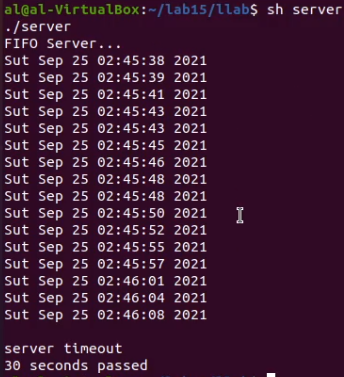 al@al-VirtualBox:~/lab15/llab$ sh server
./server
FIFO Server...
Sut Sep 25 02:45:38 2021
Sut Sep 25 02:45:39 2021
Sut Sep 25 02:45:41 2021
Sut Sep 25 02:45:43 2021
Sut Sep 25 02:45:43 2021
Sut Sep 25 02:45:45 2021
Sut Sep 25 02:45:46 2021
Sut Sep 25 02:45:48 2021
Sut Sep 25 02:45:48 2021
Sut Sep 25 02:45:50 2021
Sut Sep 25 02:45:52 2021
Sut Sep 25 02:45:55 2021
Sut Sep 25 02:45:57 2021
Sut Sep 25 02:46:01 2021
Sut Sep 25 02:46:04 2021
Sut Sep 25 02:46:08 2021
server timeout
30 seconds passed